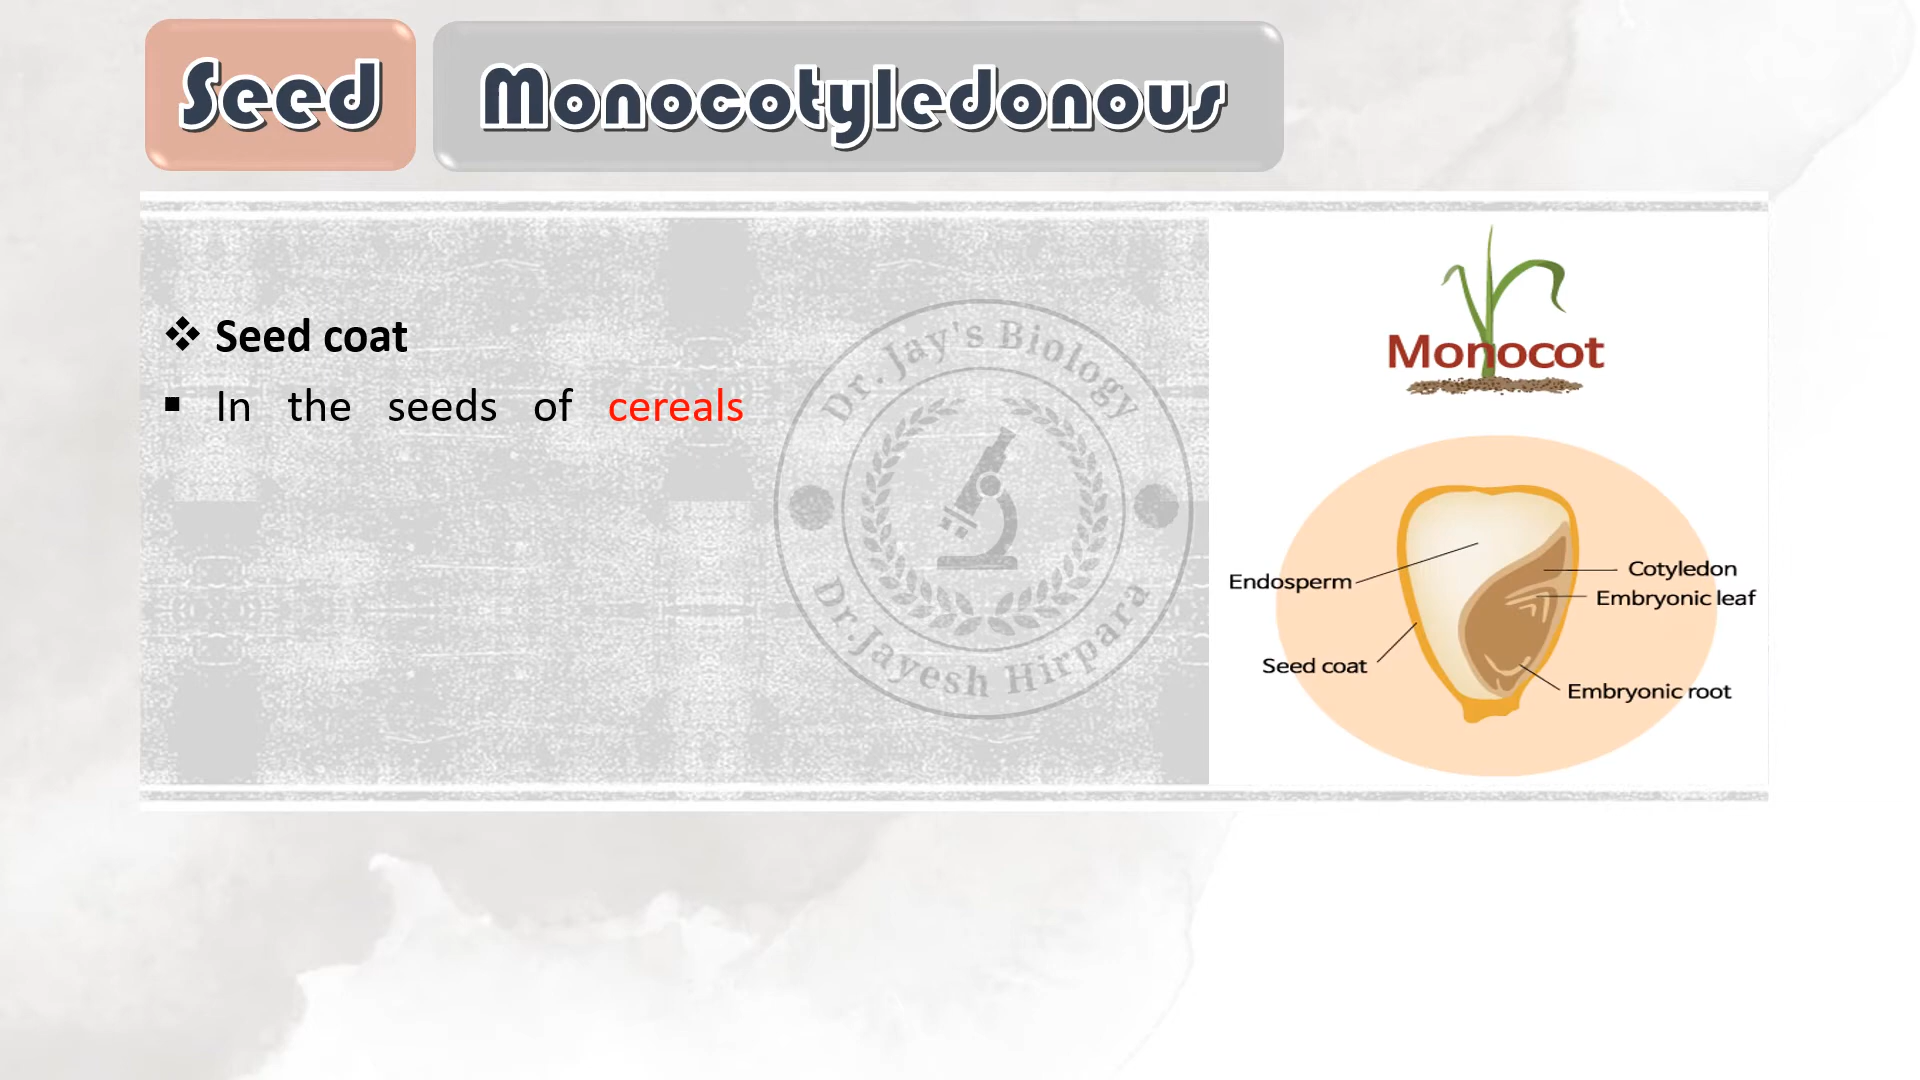 Seed Monocotyledonous
❖ Seed coat
▪ In the seeds of cereals
Dr. Jay's Biology
Dr.Jayesh Hirpara
Monocot
Endosperm
Cotyledon
Embryonic leaf
Seed coat
Embryonic root